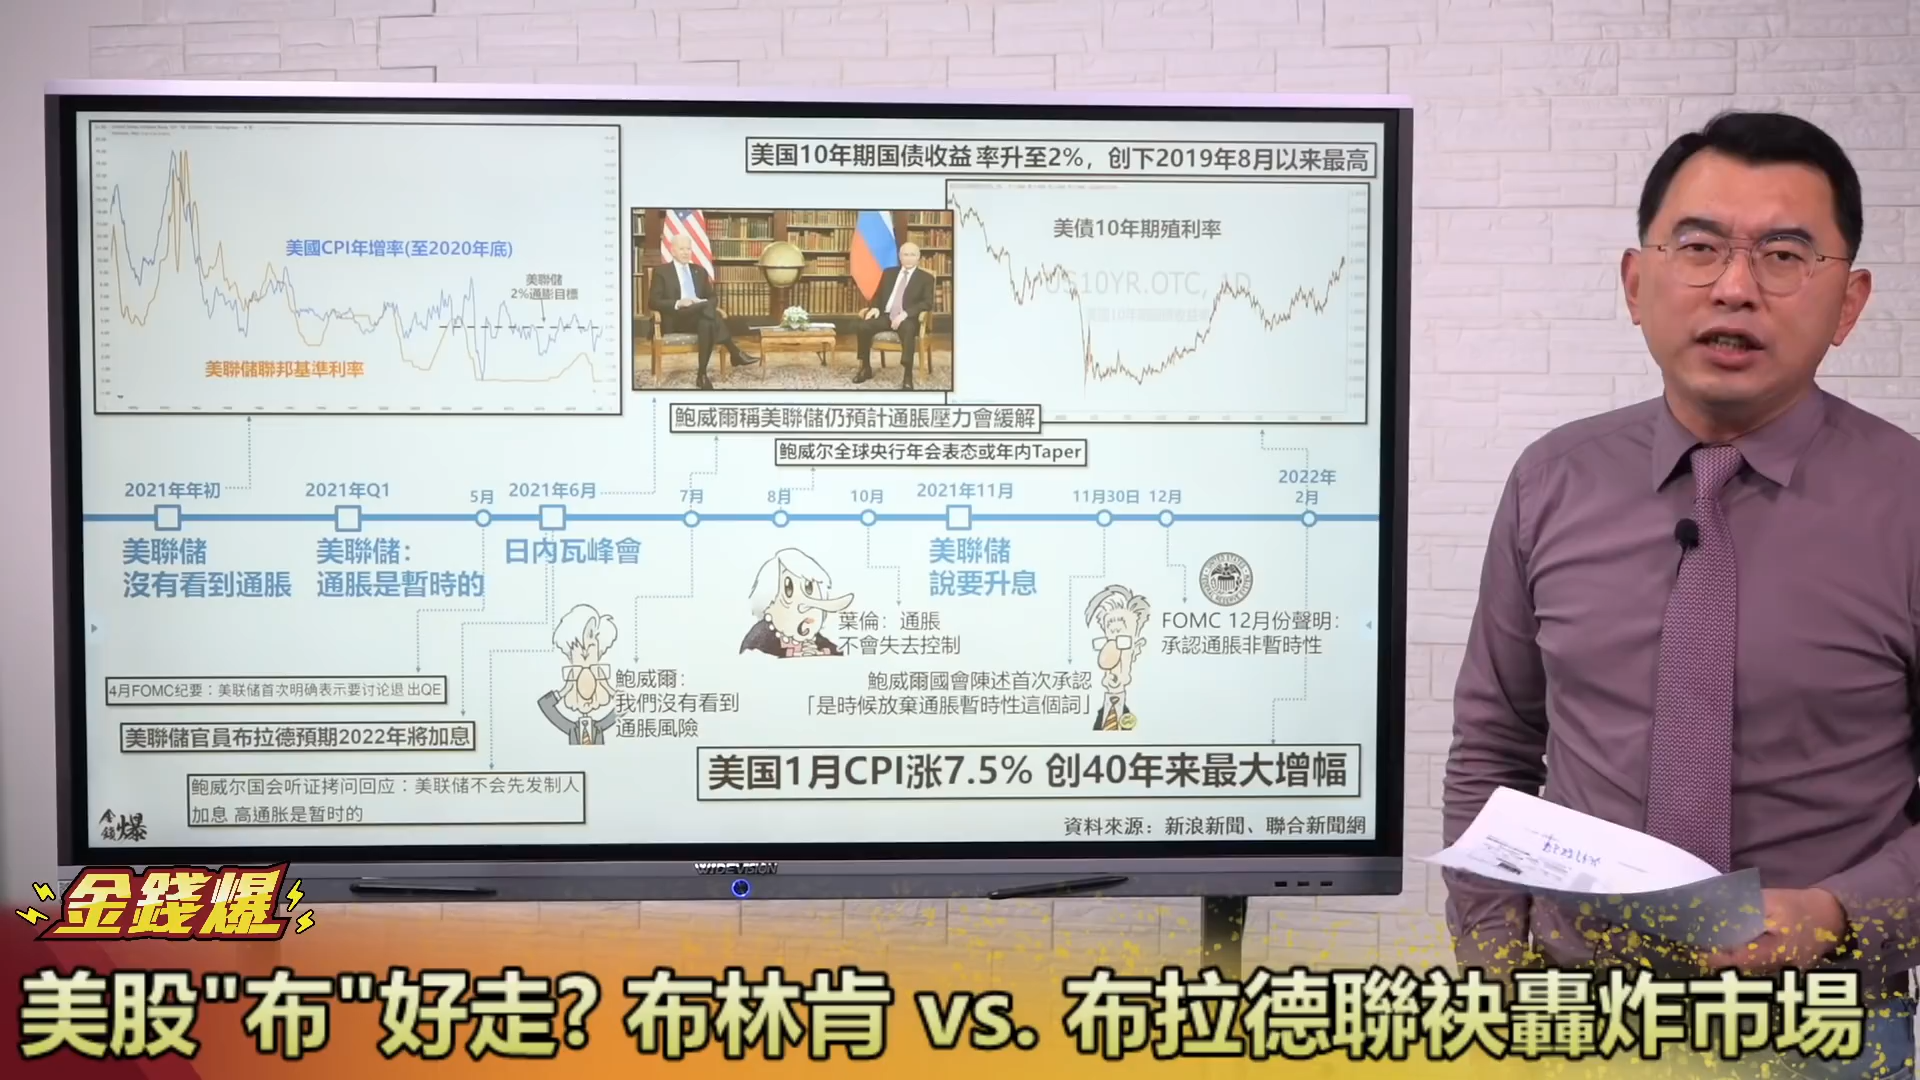 美国10年期国债收益率升至2%，创下2019年8月以来最高
美國CPI年增率(至2020年底)
美聯儲
2%通膨目標
美聯儲聯邦基準利率
美債10年期殖利率
US10YR.OTC, 1D
鮑威爾稱美聯儲仍預計通脹壓力會緩解
鲍威尔全球央行年会表态或年内Taper
2021年年初
2021年Q1
5月
2021年6月
7月
8月
10月
2021年11月
11月30日
12月
2022年
2月
美聯儲
沒有看到通脹
美聯儲：
通脹是暫時的
日內瓦峰會
美聯儲
說要升息
葉倫：通脹
不會失去控制
FOMC 12月份聲明：
承認通脹非暫時性
鮑威爾：
我們沒有看到
通脹風險
鮑威爾國會陳述首次承認
「是時候放棄通脹暫時性這個詞」
4月FOMC纪要：美联储首次明确表示要讨论退出QE
美聯儲官員布拉德預期2022年將加息
鲍威尔国会听证拷问回应：美联储不会先发制人
加息 高通胀是暂时的
美国1月CPI涨7.5% 创40年来最大增幅
資料來源：新浪新聞、聯合新聞網
金錢爆
WIDEVISION
金錢爆
美股"布"好走? 布林肯 vs. 布拉德聯袂轟炸市場